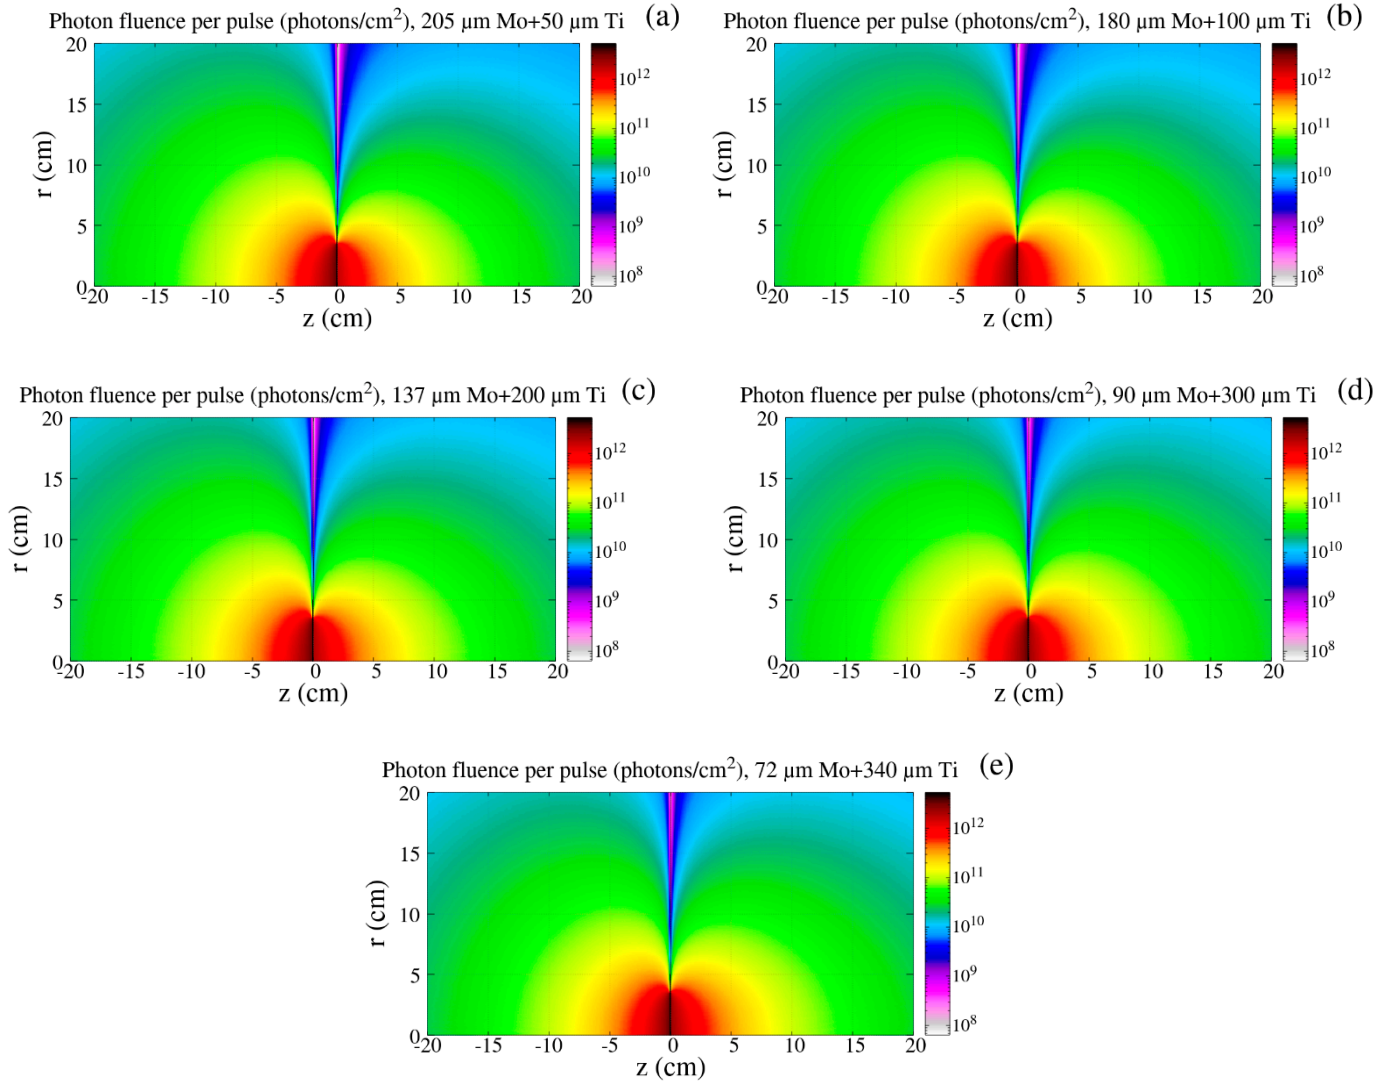 Photon fluence per pulse (photons/cm²), 205 µm Mo+50 µm Ti (a)
20
15
10
5
0
r (cm)
-20 -15 -10 -5 0 5 10 15 20
z (cm)
10¹²
10¹¹
10¹⁰
10⁹
10⁸
Photon fluence per pulse (photons/cm²), 180 µm Mo+100 µm Ti (b)
20
15
10
5
0
r (cm)
-20 -15 -10 -5 0 5 10 15 20
z (cm)
10¹²
10¹¹
10¹⁰
10⁹
10⁸
Photon fluence per pulse (photons/cm²), 137 µm Mo+200 µm Ti (c)
20
15
10
5
0
r (cm)
-20 -15 -10 -5 0 5 10 15 20
z (cm)
10¹²
10¹¹
10¹⁰
10⁹
10⁸
Photon fluence per pulse (photons/cm²), 90 µm Mo+300 µm Ti (d)
20
15
10
5
0
r (cm)
-20 -15 -10 -5 0 5 10 15 20
z (cm)
10¹²
10¹¹
10¹⁰
10⁹
10⁸
Photon fluence per pulse (photons/cm²), 72 µm Mo+340 µm Ti (e)
20
15
10
5
0
r (cm)
-20 -15 -10 -5 0 5 10 15 20
z (cm)
10¹²
10¹¹
10¹⁰
10⁹
10⁸